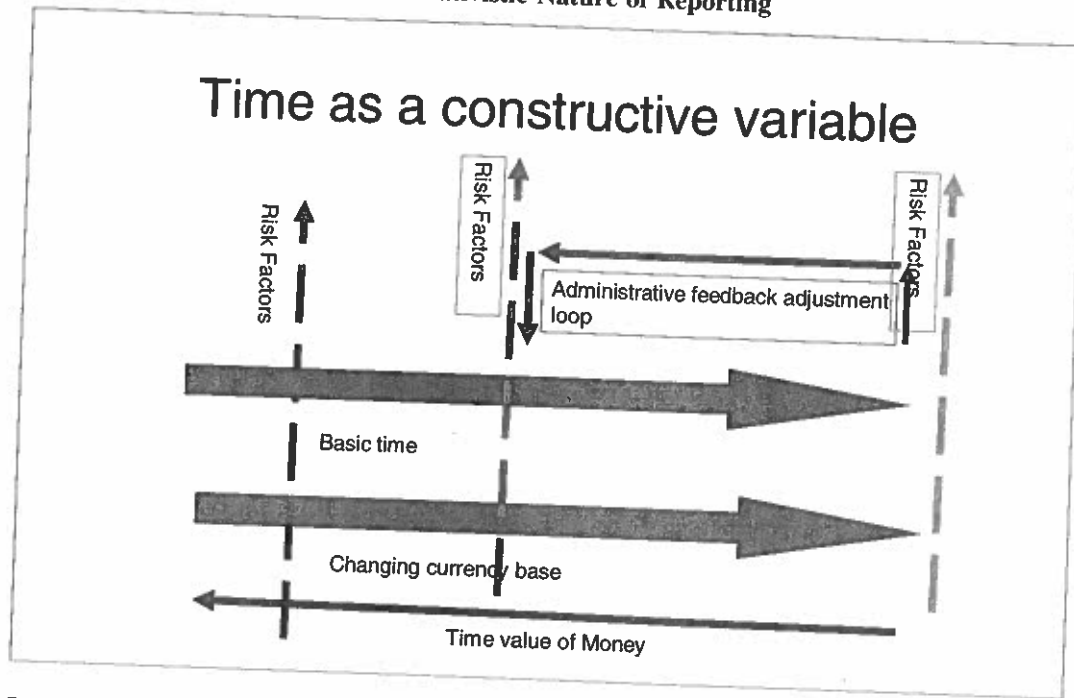 Nature of Reporting
Time as a constructive variable
Risk Factors
Risk Factors
Risk Factors
Administrative feedback adjustment
loop
Basic time
Changing currency base
Time value of Money